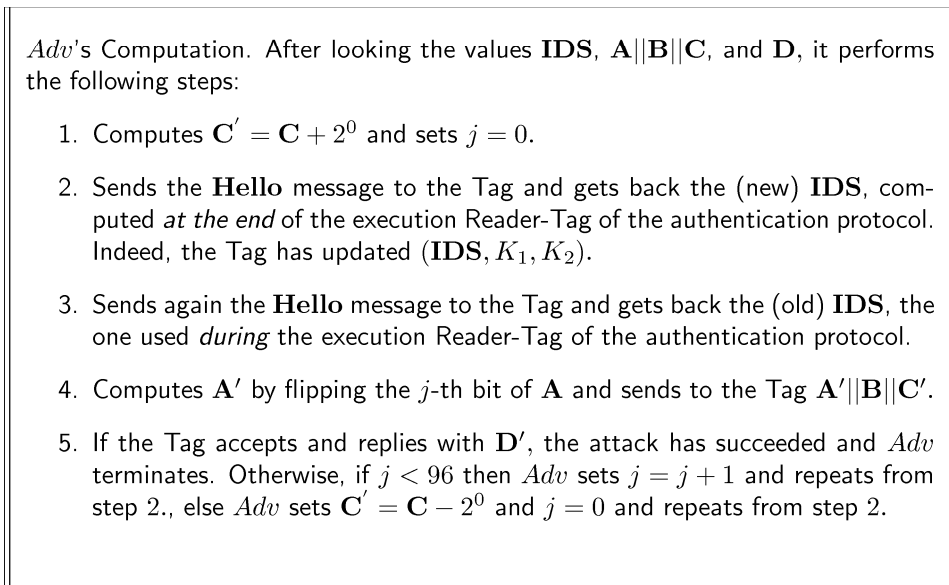 Adv's Computation. After looking the values IDS, A||B||C, and D, it performs
the following steps:
1. Computes C′ = C + 2⁰ and sets j = 0.
2. Sends the Hello message to the Tag and gets back the (new) IDS, com-
puted at the end of the execution Reader-Tag of the authentication protocol.
Indeed, the Tag has updated (IDS, K₁, K₂).
3. Sends again the Hello message to the Tag and gets back the (old) IDS, the
one used during the execution Reader-Tag of the authentication protocol.
4. Computes A′ by flipping the j-th bit of A and sends to the Tag A′||B||C′.
5. If the Tag accepts and replies with D′, the attack has succeeded and Adv
terminates. Otherwise, if j < 96 then Adv sets j = j + 1 and repeats from
step 2., else Adv sets C′ = C − 2⁰ and j = 0 and repeats from step 2.